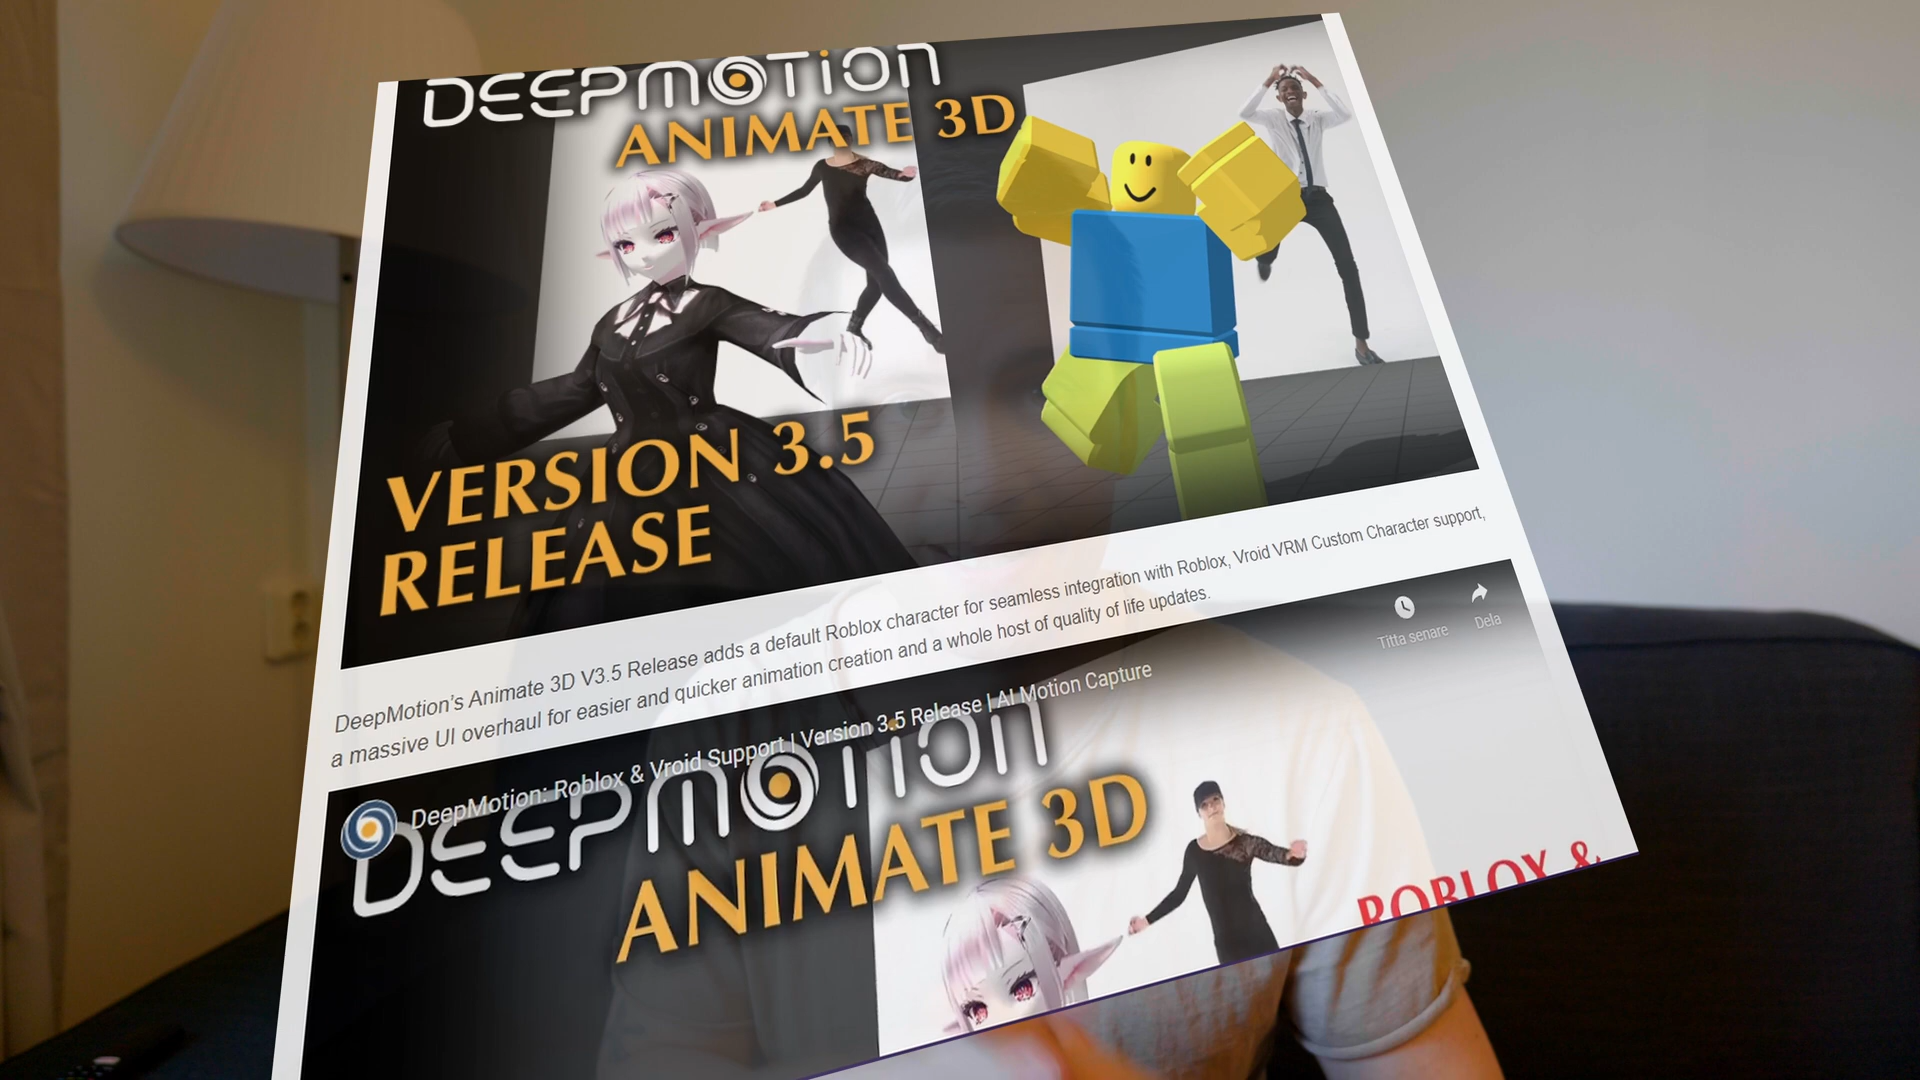 DEEPMOTION
ANIMATE 3D
VERSION 3.5
RELEASE
DeepMotion's Animate 3D V3.5 Release adds a default Roblox character for seamless integration with Roblox, Vroid VRM Custom Character support,
a massive UI overhaul for easier and quicker animation creation and a whole host of quality of life updates.
Titta senare
Dela
DeepMotion: Roblox & Vroid Support | Version 3.5 Release | AI Motion Capture
DEEPMOTION
ANIMATE 3D
ROBLOX &